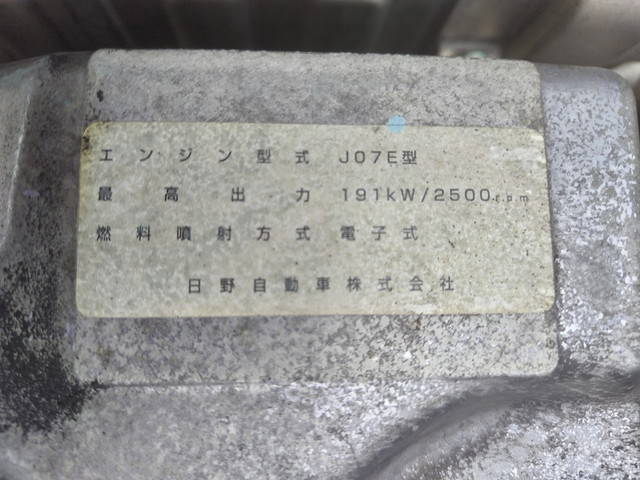 エンジン型式 J07E型
最高出力 191kW/2500r.p.m
燃料噴射方式 電子式
日野自動車株式会社